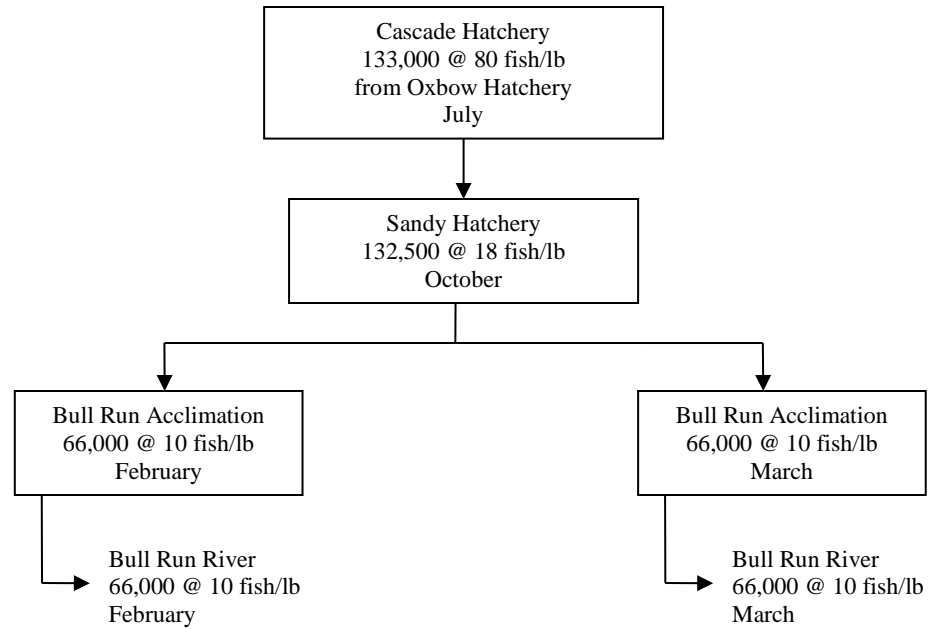 Cascade Hatchery
133,000 @ 80 fish/lb
from Oxbow Hatchery
July
Sandy Hatchery
132,500 @ 18 fish/lb
October
Bull Run Acclimation
66,000 @ 10 fish/lb
February
Bull Run Acclimation
66,000 @ 10 fish/lb
March
Bull Run River
66,000 @ 10 fish/lb
February
Bull Run River
66,000 @ 10 fish/lb
March